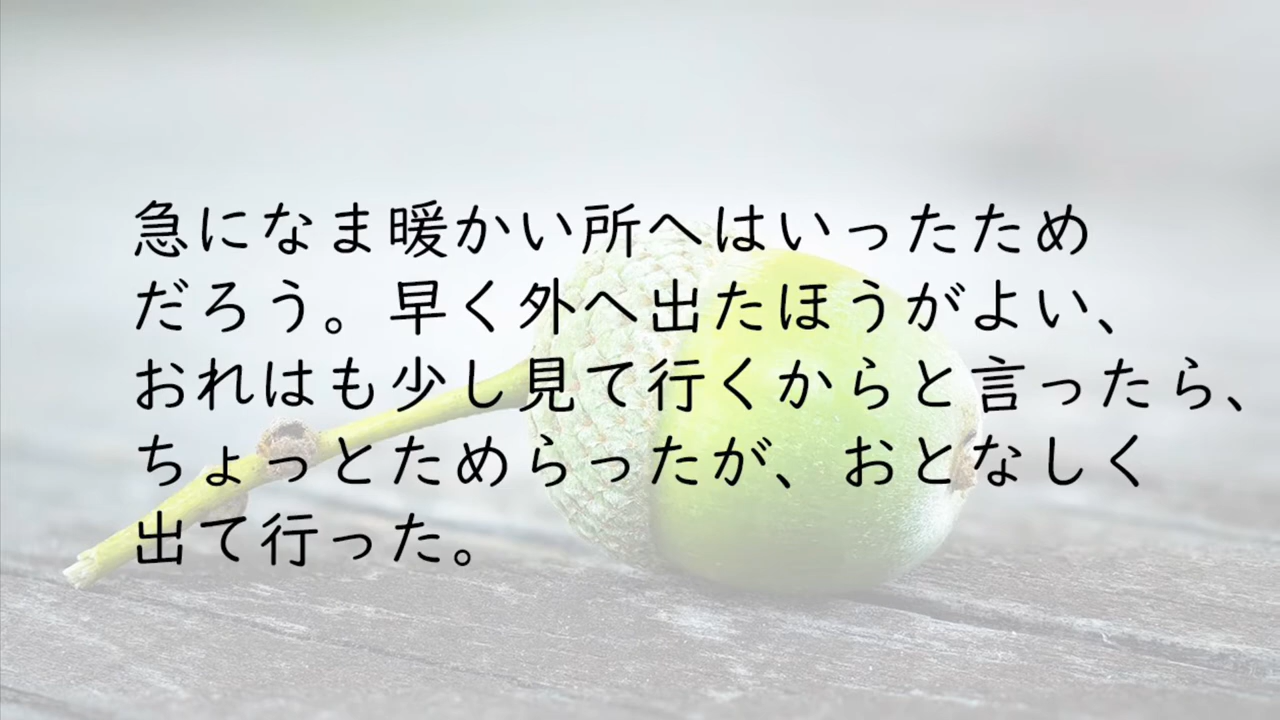 急になま暖かい所へはいったため
だろう。早く外へ出たほうがよい、
おれはも少し見て行くからと言ったら、
ちょっとためらったが、おとなしく
出て行った。